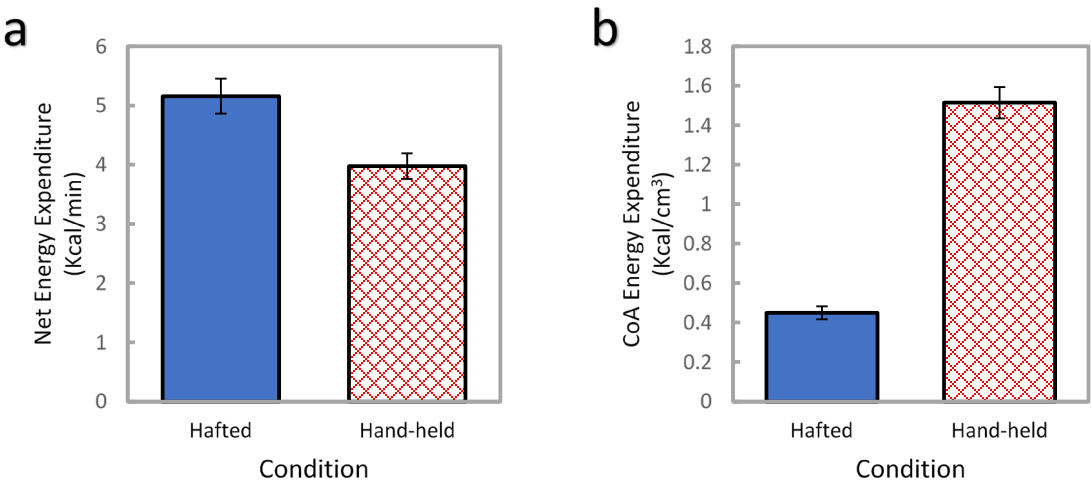 a
Net Energy Expenditure
(Kcal/min)
6
5
4
3
2
1
0
Hafted
Hand-held
Condition
b
CoA Energy Expenditure
(Kcal/cm³)
1.8
1.6
1.4
1.2
1
0.8
0.6
0.4
0.2
0
Hafted
Hand-held
Condition